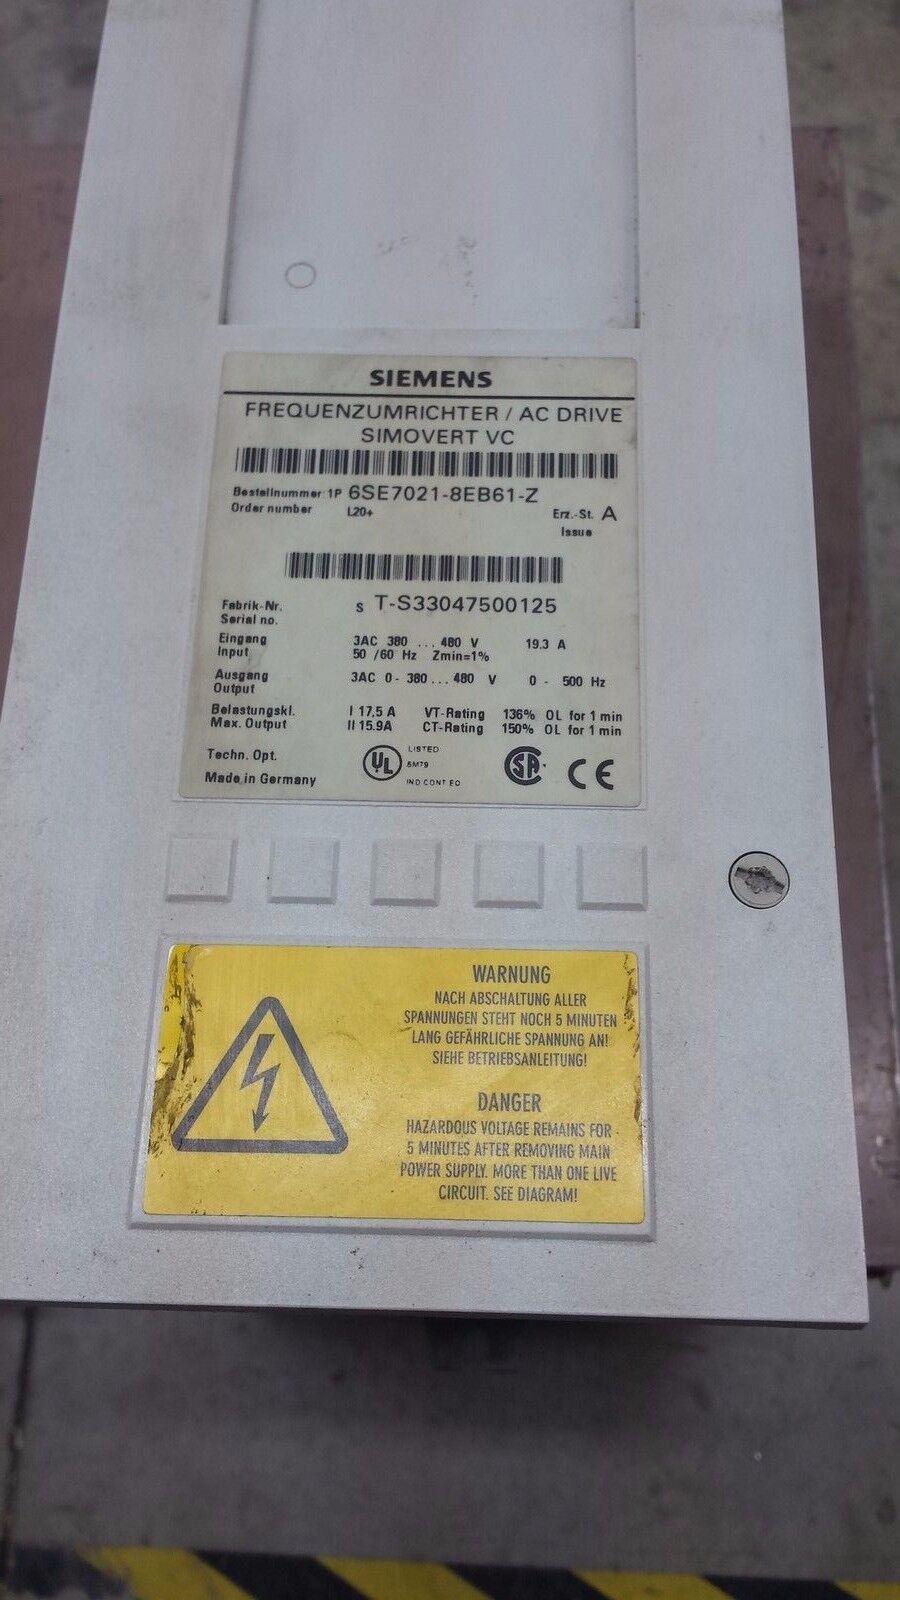 SIEMENS
FREQUENZUMRICHTER / AC DRIVE
SIMOVERT VC
Bestellnummer 1P 6SE7021-8EB61-Z
Order number L20+ Erz.-St. A
Issue
Fabrik-Nr. S T-S33047500125
Serial no.
Eingang 3AC 380 ... 480 V 19.3 A
Input 50 /60 Hz Zmin=1%
Ausgang 3AC 0 - 380 ... 480 V 0 - 500 Hz
Output
Belastungskl. I 17.5 A VT-Rating 136% OL for 1 min
Max. Output II 15.9A CT-Rating 150% OL for 1 min
Techn. Opt.
Made in Germany
UL LISTED
5M79
IND CONT EQ
SA
CE
WARNUNG
NACH ABSCHALTUNG ALLER
SPANNUNGEN STEHT NOCH 5 MINUTEN
LANG GEFÄHRLICHE SPANNUNG AN!
SIEHE BETRIEBSANLEITUNG!
DANGER
HAZARDOUS VOLTAGE REMAINS FOR
5 MINUTES AFTER REMOVING MAIN
POWER SUPPLY. MORE THAN ONE LIVE
CIRCUIT. SEE DIAGRAM!